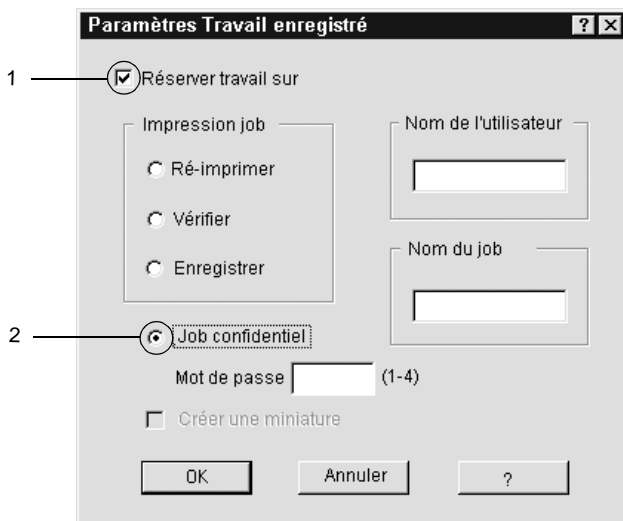 Paramètres Travail enregistré ? ×
1 Réserver travail sur
Impression job
Ré-imprimer
Vérifier
Enregistrer
Nom de l'utilisateur
Nom du job
2 Job confidentiel
Mot de passe (1-4)
Créer une miniature
OK Annuler ?